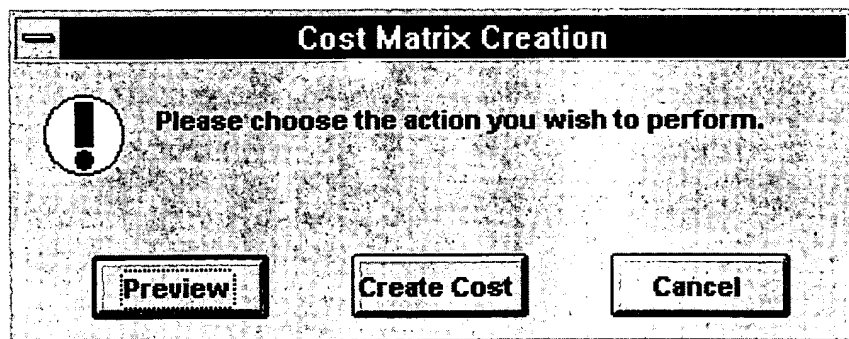 Cost Matrix Creation
Please choose the action you wish to perform.
Preview Create Cost Cancel